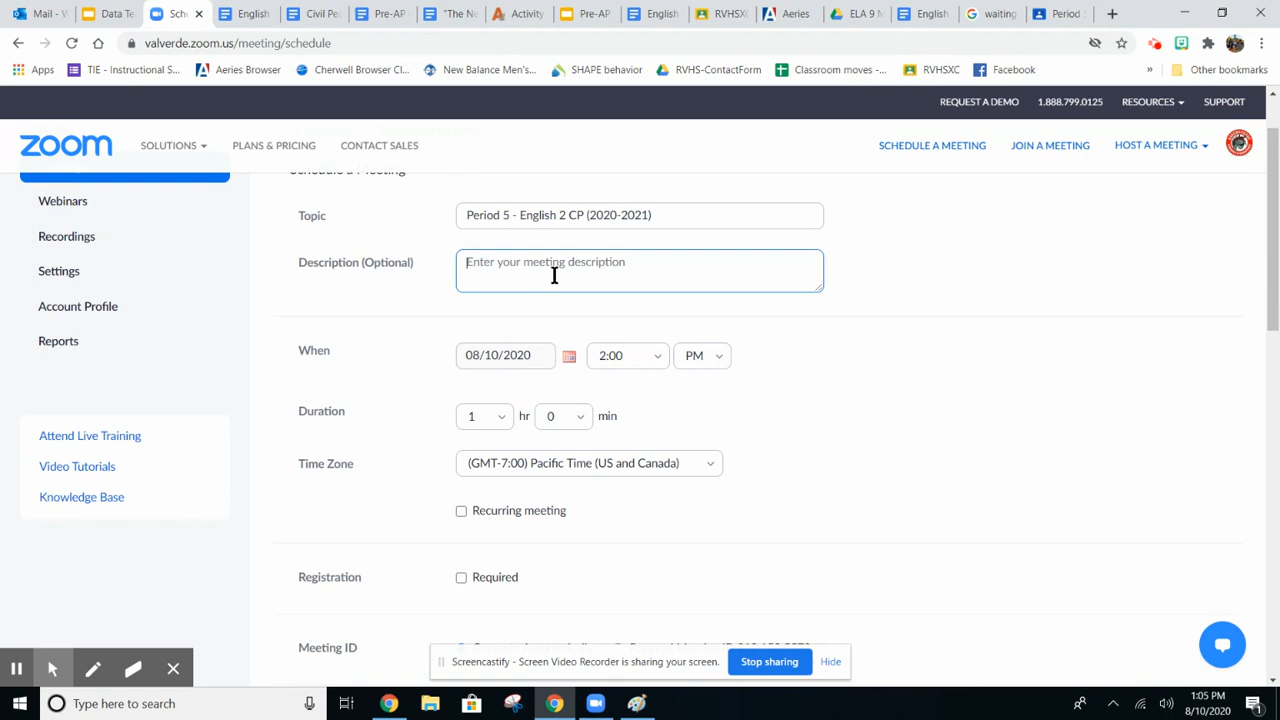 Mail - V
Data Te
Sch
English
Civil Pe
Pre-AP
"The Ne
Activity
Pre-AP
English
RVHSX
Aeries
ELA 9 M
English
waiting
Period 5
valverde.zoom.us/meeting/schedule
Apps
TIE - Instructional S...
Aeries Browser
Cherwell Browser Cl...
New Balance Men's...
SHAPE behavior
RVHS-ContactForm
Classroom moves -...
RVHSXC
Facebook
»
Other bookmarks
REQUEST A DEMO
1.888.799.0125
RESOURCES
SUPPORT
zoom
SOLUTIONS
PLANS & PRICING
CONTACT SALES
SCHEDULE A MEETING
JOIN A MEETING
HOST A MEETING
Schedule a Meeting
Webinars
Recordings
Settings
Account Profile
Reports
Attend Live Training
Video Tutorials
Knowledge Base
Topic
Period 5 - English 2 CP (2020-2021)
Description (Optional)
Enter your meeting description
When
08/10/2020
2:00
PM
Duration
1
hr
0
min
Time Zone
(GMT-7:00) Pacific Time (US and Canada)
Recurring meeting
Registration
Required
Meeting ID
Screencastify - Screen Video Recorder is sharing your screen.
Stop sharing
Hide
Type here to search
1:05 PM
8/10/2020
1